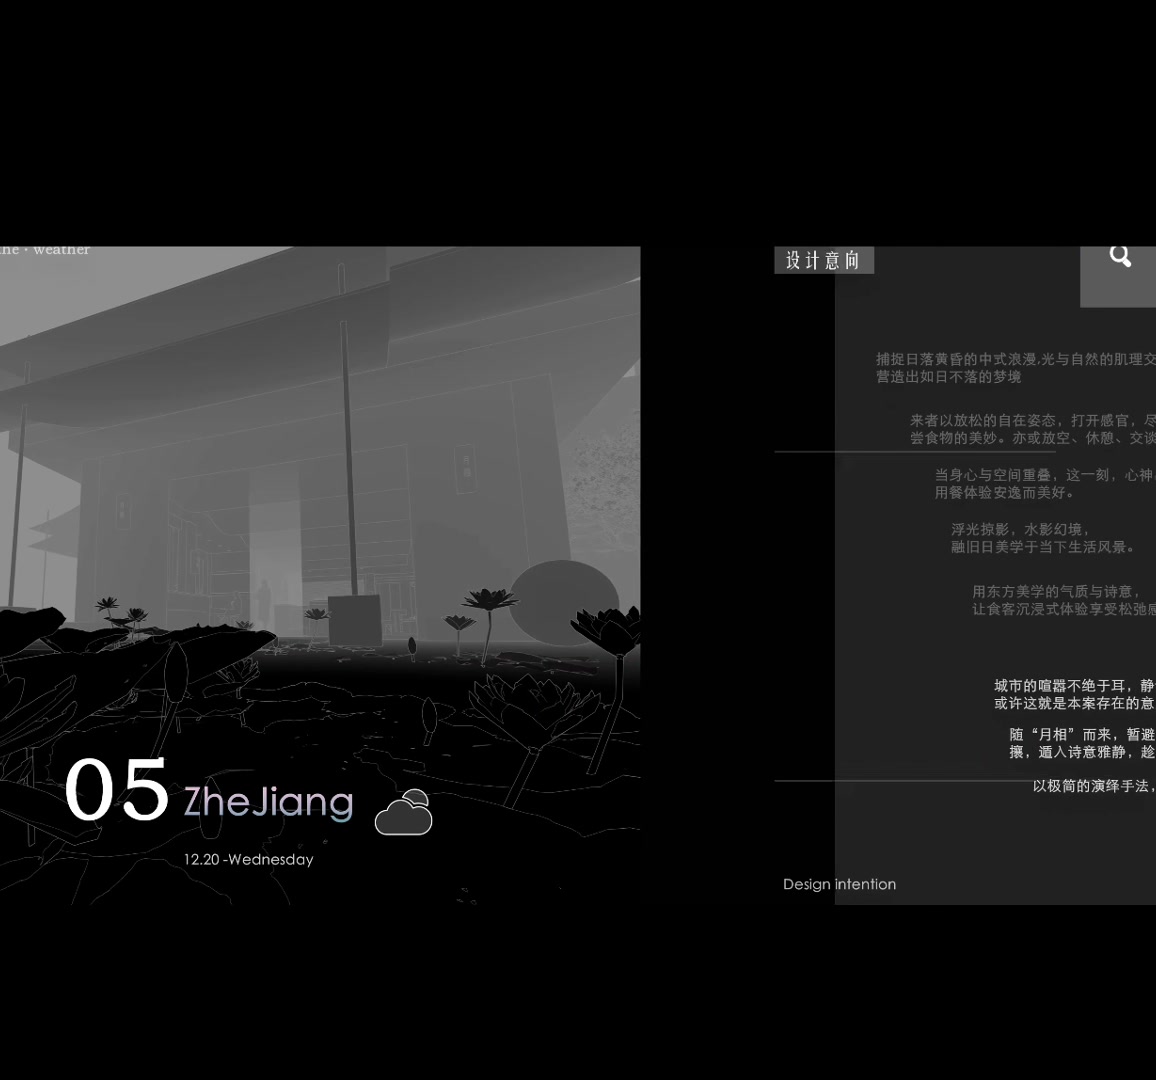 · weather
05
ZheJiang
12.20 -Wednesday
设计意向
捕捉日落黄昏的中式浪漫,光与自然的肌理交
营造出如日不落的梦境
来者以放松的自在姿态，打开感官，尽
尝食物的美妙。亦或放空、休憩、交谈
当身心与空间重叠，这一刻，心神
用餐体验安逸而美好。
浮光掠影，水影幻境，
融旧日美学于当下生活风景。
用东方美学的气质与诗意，
让食客沉浸式体验享受松弛感
城市的喧嚣不绝于耳，静
或许这就是本案存在的意
随“月相”而来，暂避
攘，遁入诗意雅静，趁
以极简的演绎手法，
Design intention